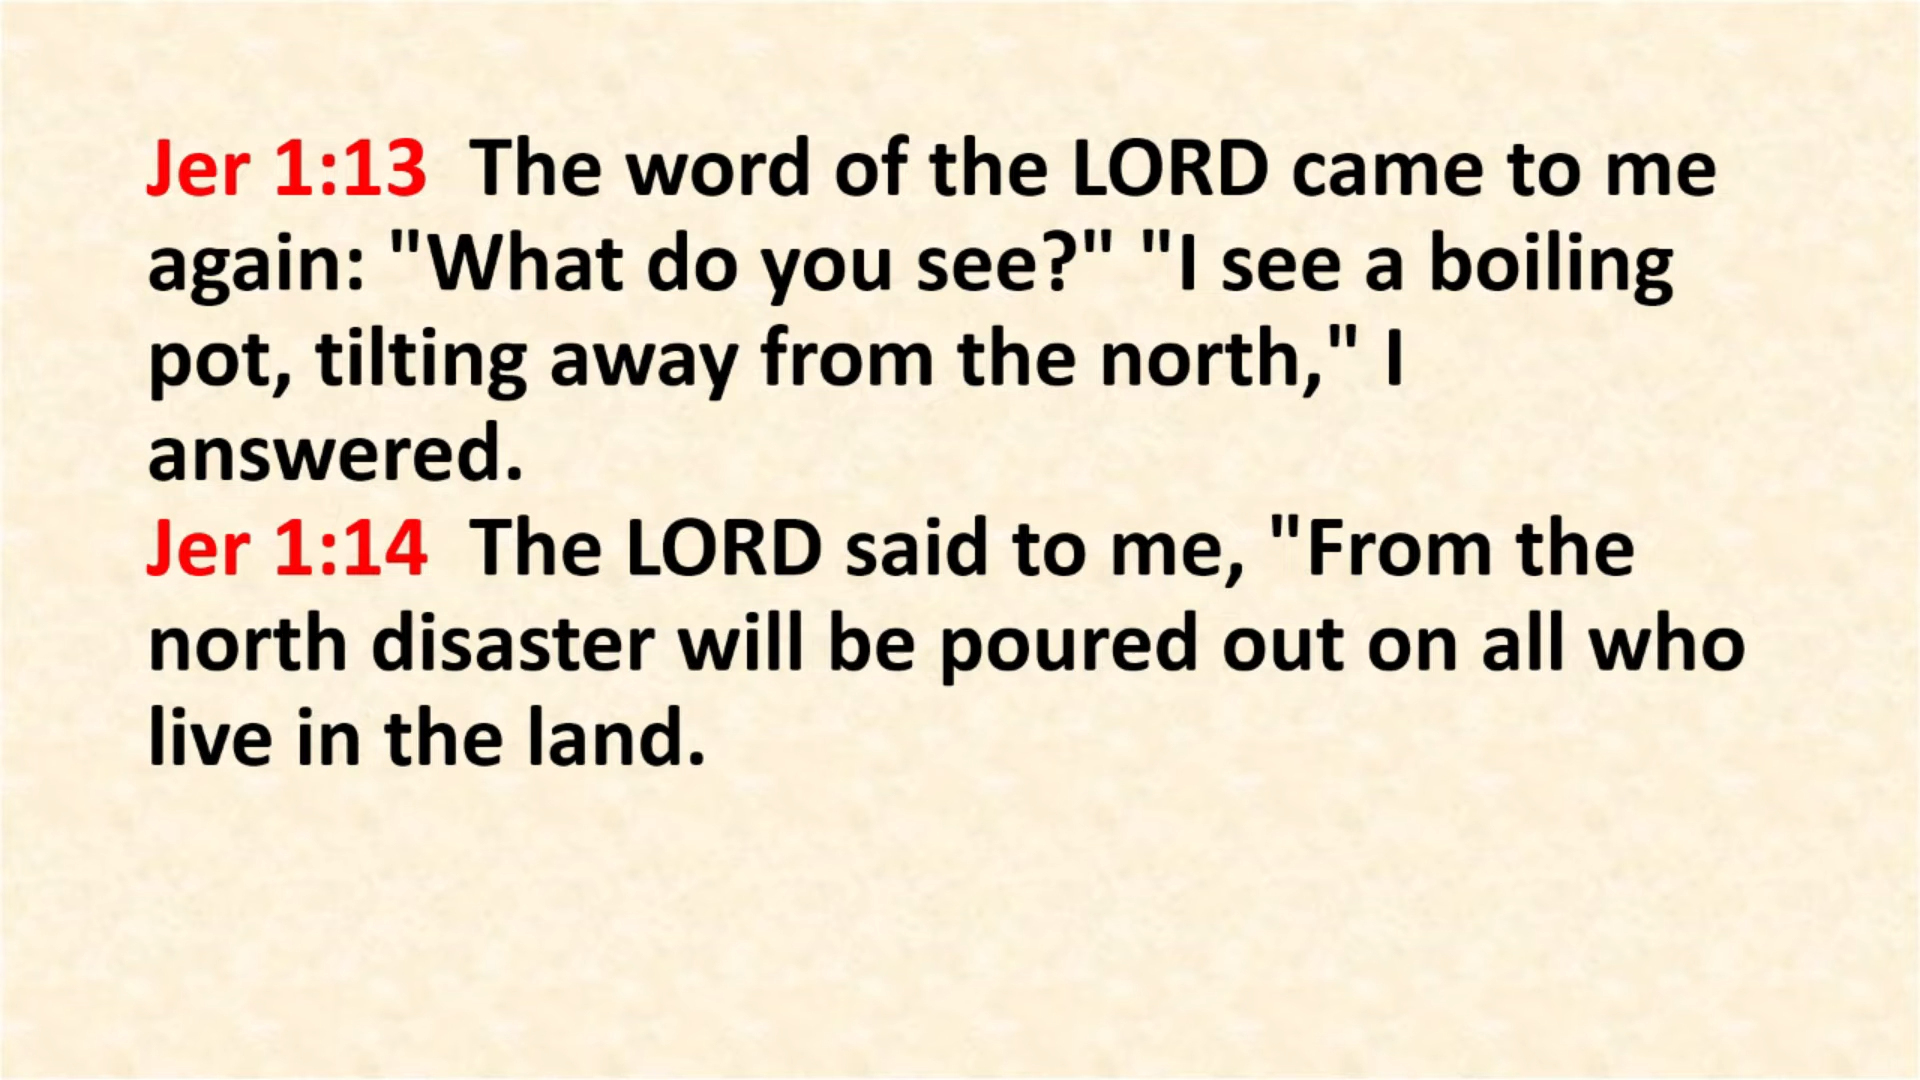 Jer 1:13  The word of the LORD came to me
again: "What do you see?" "I see a boiling
pot, tilting away from the north," I
answered.
Jer 1:14  The LORD said to me, "From the
north disaster will be poured out on all who
live in the land.